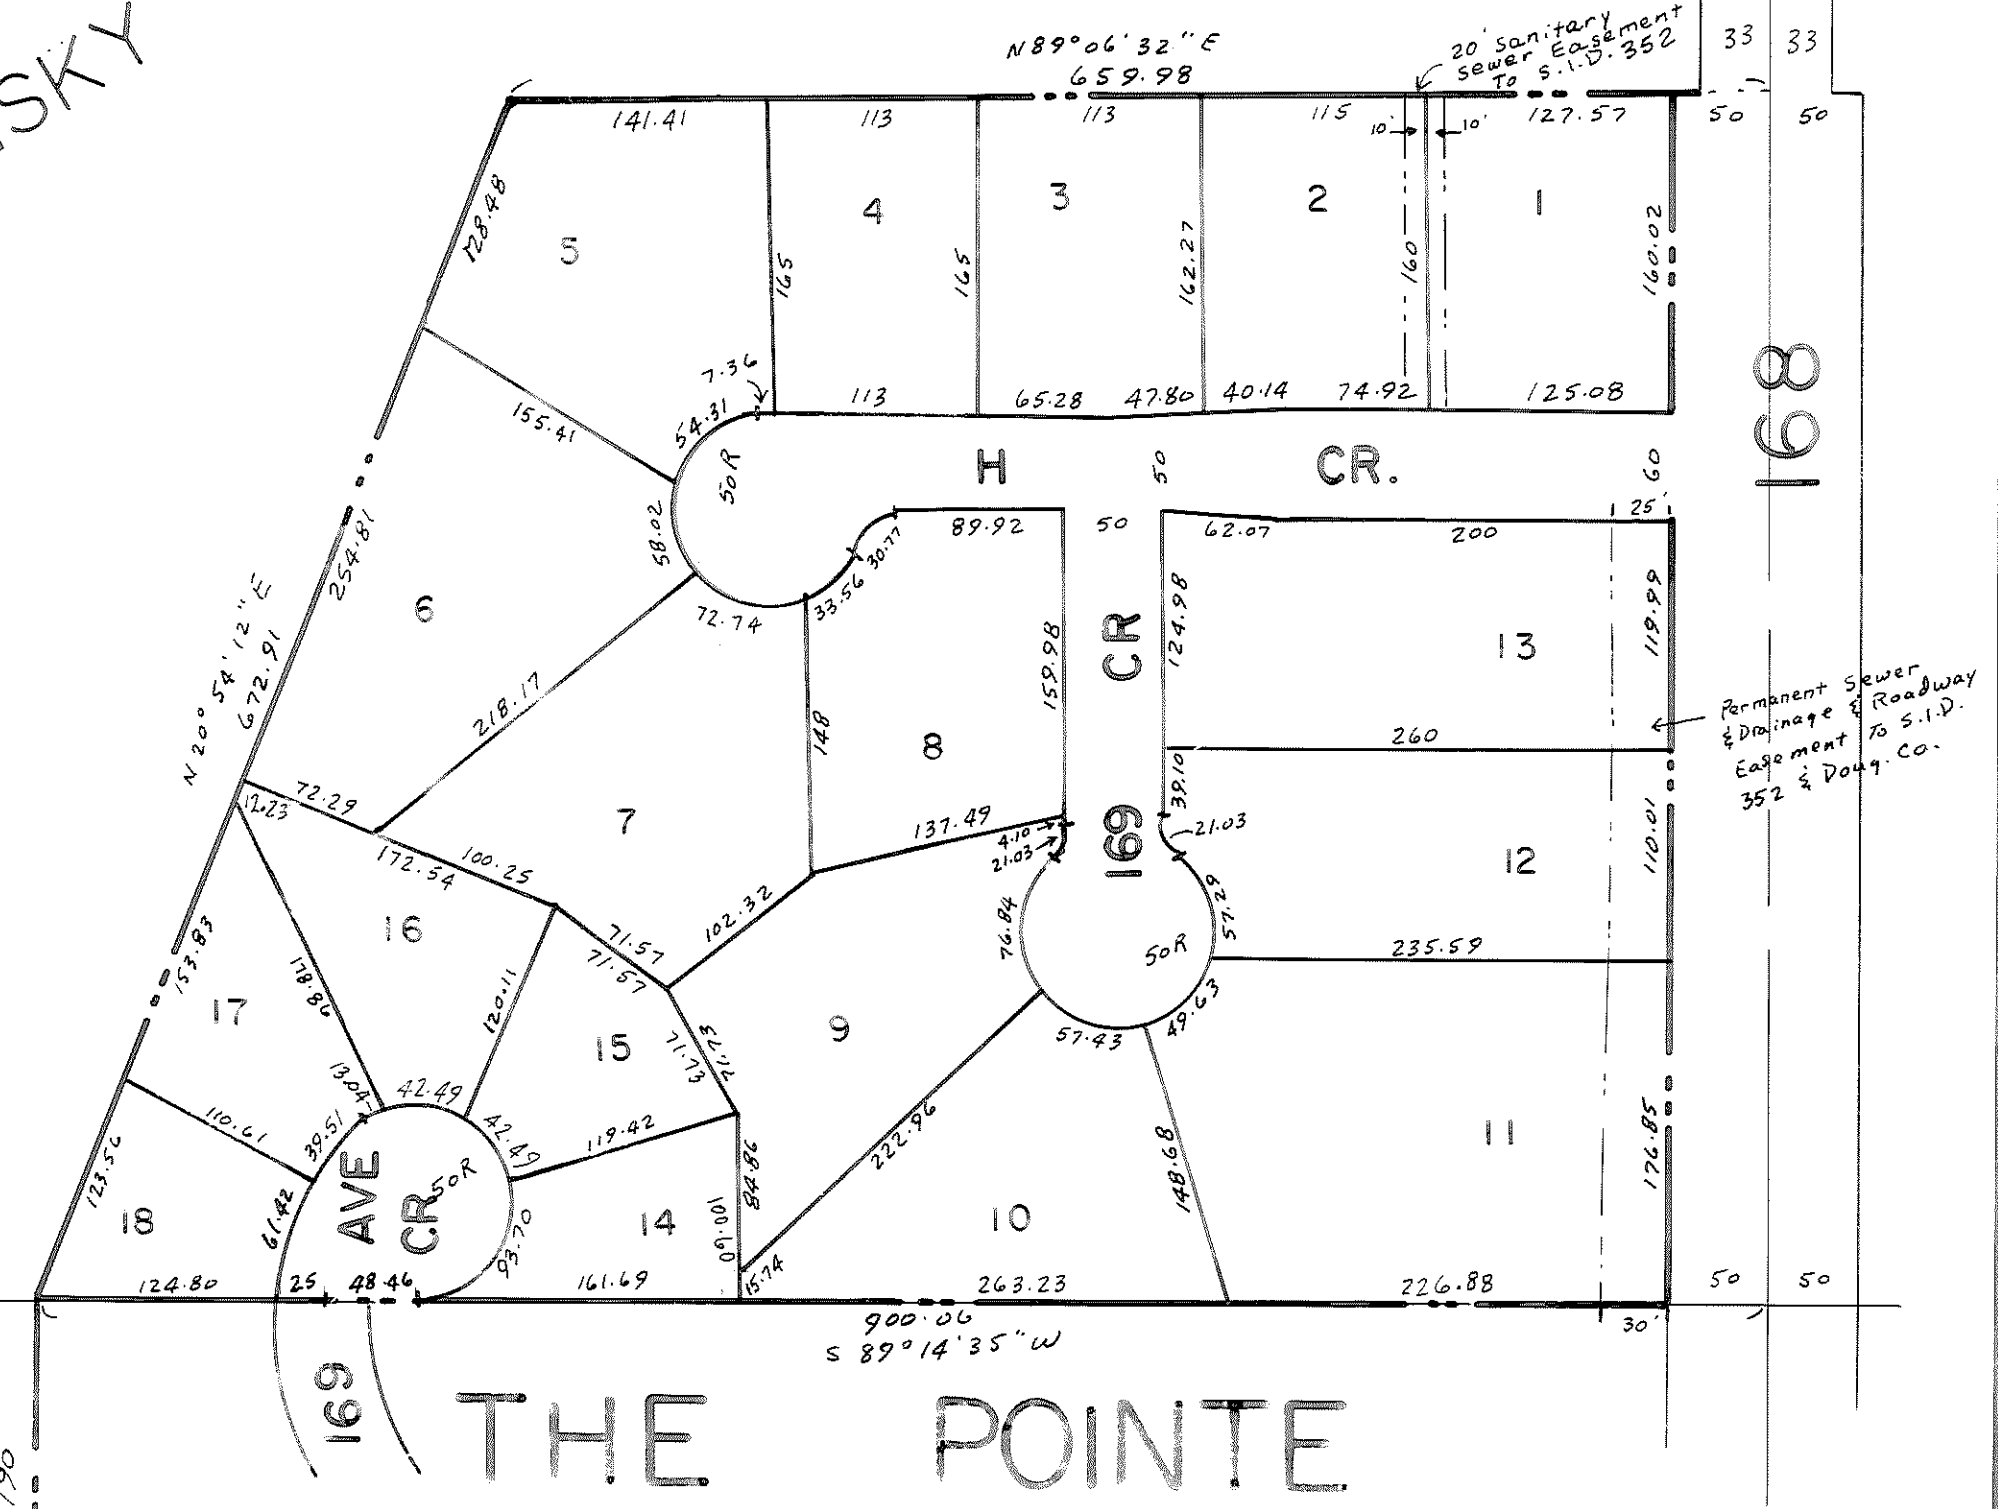 SKY
N89°06'32"E
659.98
20' sanitary
sewer Easement
To S.I.D. 352
33 33
141.41 113 113 115 10' 10' 127.57 50 50
128.48
5 4 3 2 1
165 165 162.27 160 160.02
7.36
54.31
113 65.28 47.80 40.14 74.92 125.08
168
155.41
50R
H 50 CR. 60
25'
58.02
89.92 50 62.07 200
30.77
33.56
72.74
254.81
N 20° 54' 12" E
672.91
6
218.17
148
159.98
169 CR
124.98
13
119.99
Permanent Sewer
& Drainage & Roadway
Easement To S.I.D.
352 & Doug. Co.
8
260
72.29
12.23
7
137.49
4.10
21.03
39.10
21.03
12
110.01
172.54
100.25
16
71.57
71.57
102.32
76.84
50R
57.29
235.59
153.83
17
178.86
120.11
15
71.73
71.73
9
57.43
49.63
110.61
13.04
42.49
42.49
39.51
119.42
222.96
148.68
11
176.85
123.56
18
61.42
AVE
CR
50R
93.70
14
84.86
100.60
10
124.80 25 48.46 161.69 15.74 263.23 226.88 50 50
900.06
S 89°14'35" W
30'
169
THE POINTE
190